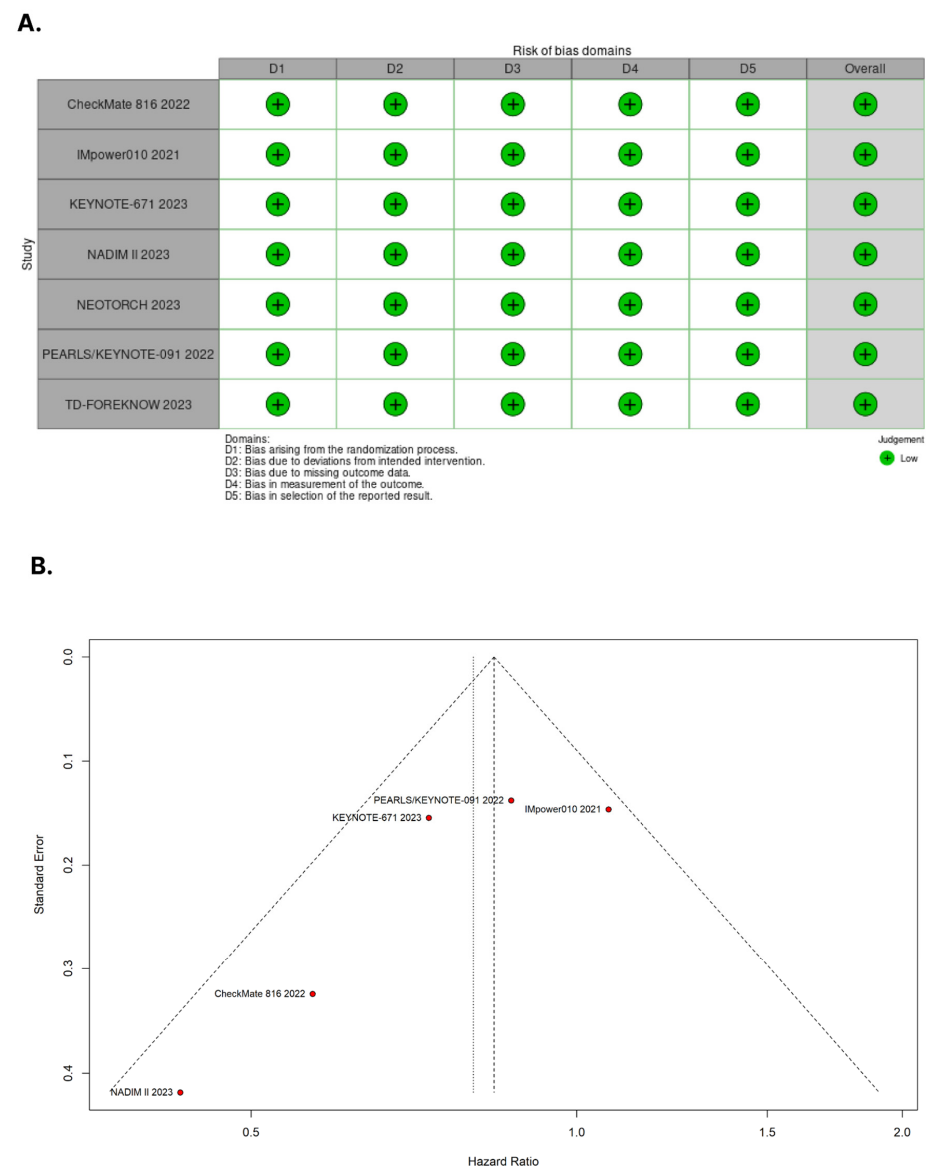 A.
Risk of bias domains
D1 D2 D3 D4 D5 Overall
Study
CheckMate 816 2022
IMpower010 2021
KEYNOTE-671 2023
NADIM II 2023
NEOTORCH 2023
PEARLS/KEYNOTE-091 2022
TD-FOREKNOW 2023
Domains:
D1: Bias arising from the randomization process.
D2: Bias due to deviations from intended intervention.
D3: Bias due to missing outcome data.
D4: Bias in measurement of the outcome.
D5: Bias in selection of the reported result.
Judgement
Low
B.
Standard Error
0.0
0.1
0.2
0.3
0.4
PEARLS/KEYNOTE-091 2022
IMpower010 2021
KEYNOTE-671 2023
CheckMate 816 2022
NADIM II 2023
0.5 1.0 1.5 2.0
Hazard Ratio